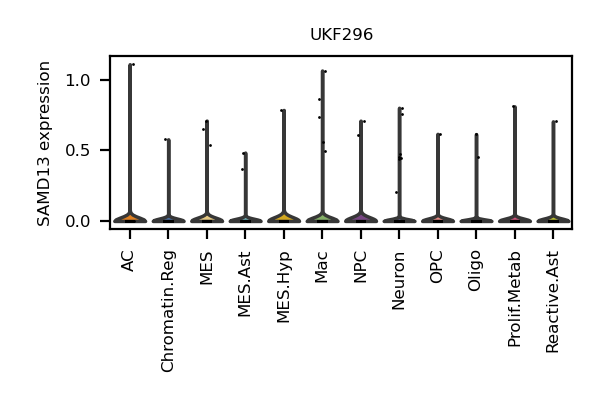 UKF296
SAMD13 expression
1.0
0.5
0.0
AC
Chromatin.Reg
MES
MES.Ast
MES.Hyp
Mac
NPC
Neuron
OPC
Oligo
Prolif.Metab
Reactive.Ast